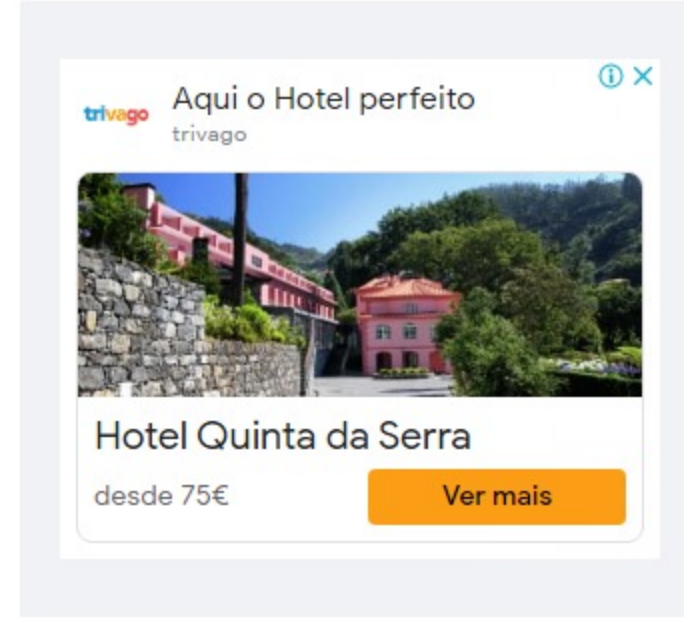 trivago
Aqui o Hotel perfeito
trivago
Hotel Quinta da Serra
desde 75€
Ver mais